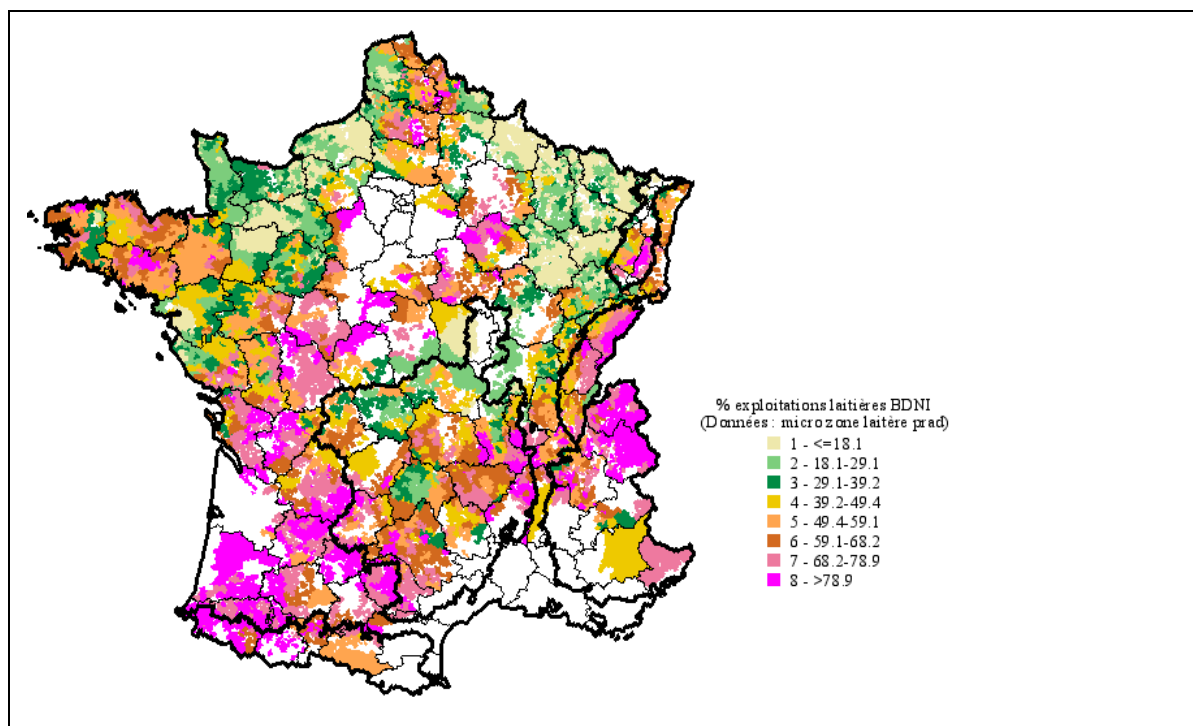 % exploitations laitières BDNI
(Données : micro zone laitère prad)
1 - <=18.1
2 - 18.1-29.1
3 - 29.1-39.2
4 - 39.2-49.4
5 - 49.4-59.1
6 - 59.1-68.2
7 - 68.2-78.9
8 - >78.9